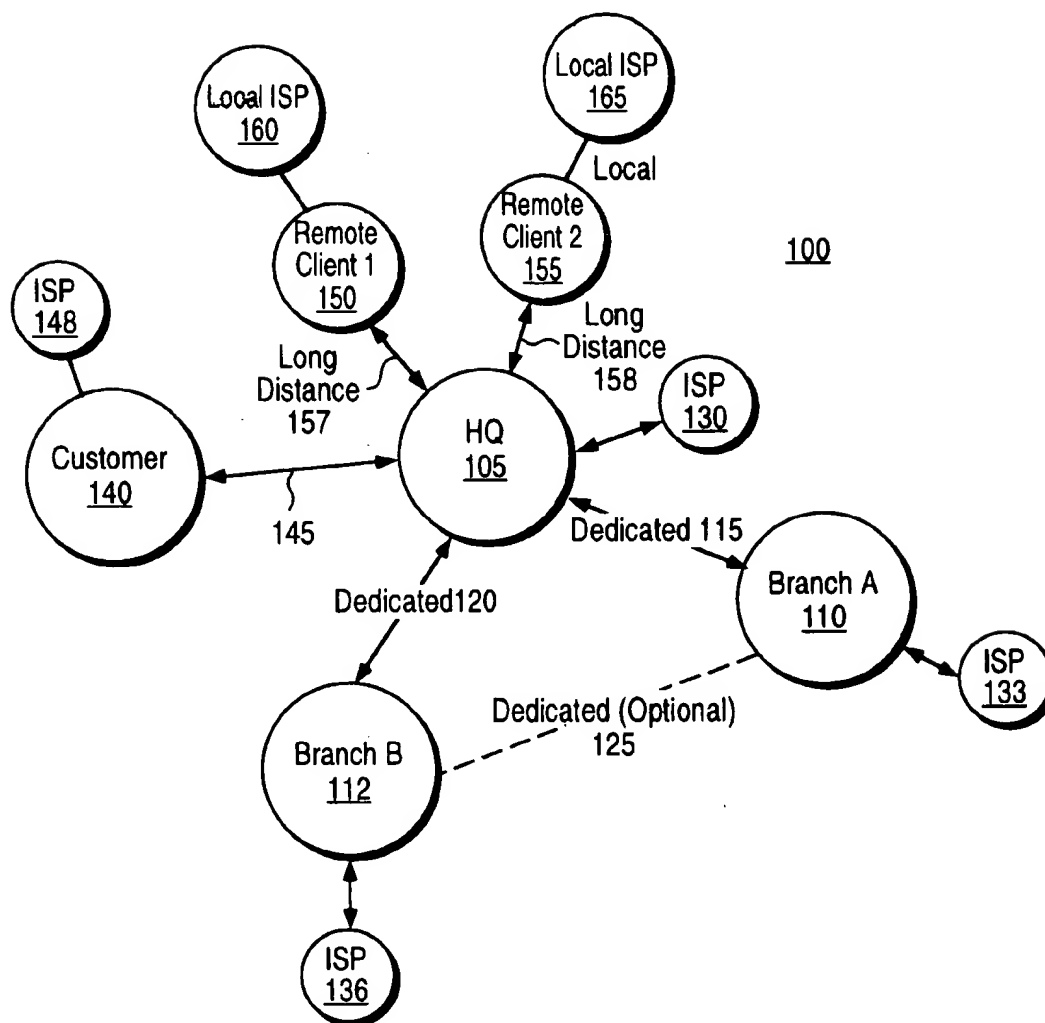 Local ISP
160
Local ISP
165
Local
Remote
Client 1
150
Remote
Client 2
155
100
ISP
148
Long
Distance
157
Long
Distance
158
ISP
130
HQ
105
Customer
140
145
Dedicated 115
Branch A
110
Dedicated120
ISP
133
Dedicated (Optional)
125
Branch B
112
ISP
136